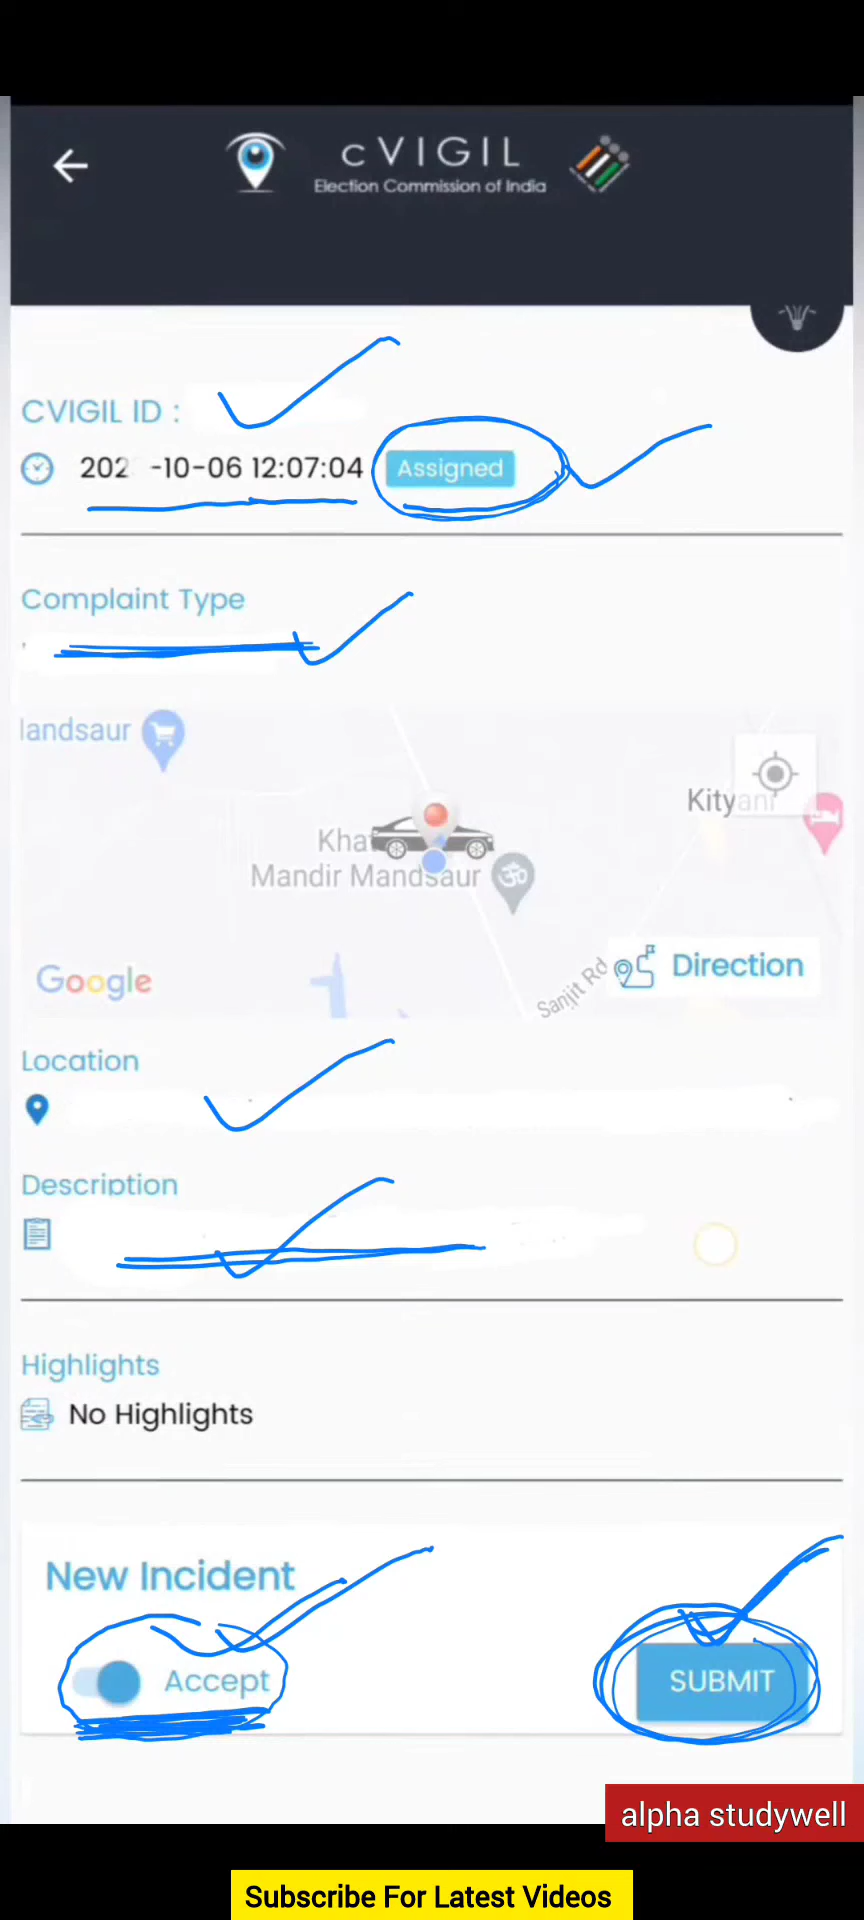 cVIGIL
Election Commission of India
CVIGIL ID :
202 -10-06 12:07:04 Assigned
Complaint Type
landsaur
Kityani
Kha
Mandir Mandsaur
Google
Sanjit Rd
Direction
Location
Description
Highlights
No Highlights
New Incident
Accept
SUBMIT
alpha studywell
Subscribe For Latest Videos